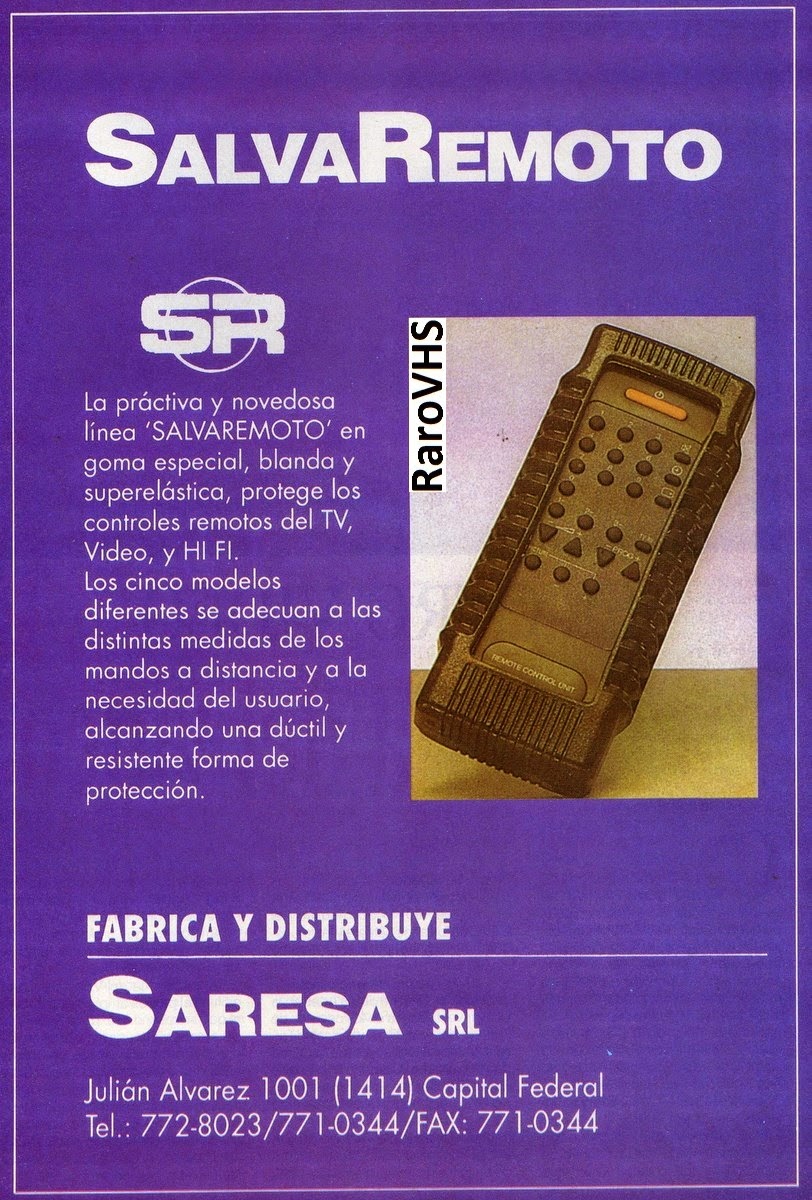 SALVAREMOTO
SR
RaroVHS
La práctiva y novedosa
línea ‘SALVAREMOTO’ en
goma especial, blanda y
superelástica, protege los
controles remotos del TV,
Video, y HI FI.
Los cinco modelos
diferentes se adecuan a las
distintas medidas de los
mandos a distancia y a la
necesidad del usuario,
alcanzando una dúctil y
resistente forma de
protección.
REMOTE CONTROL UNIT
FABRICA Y DISTRIBUYE
SARESA SRL
Julián Alvarez 1001 (1414) Capital Federal
Tel.: 772-8023/771-0344/FAX: 771-0344